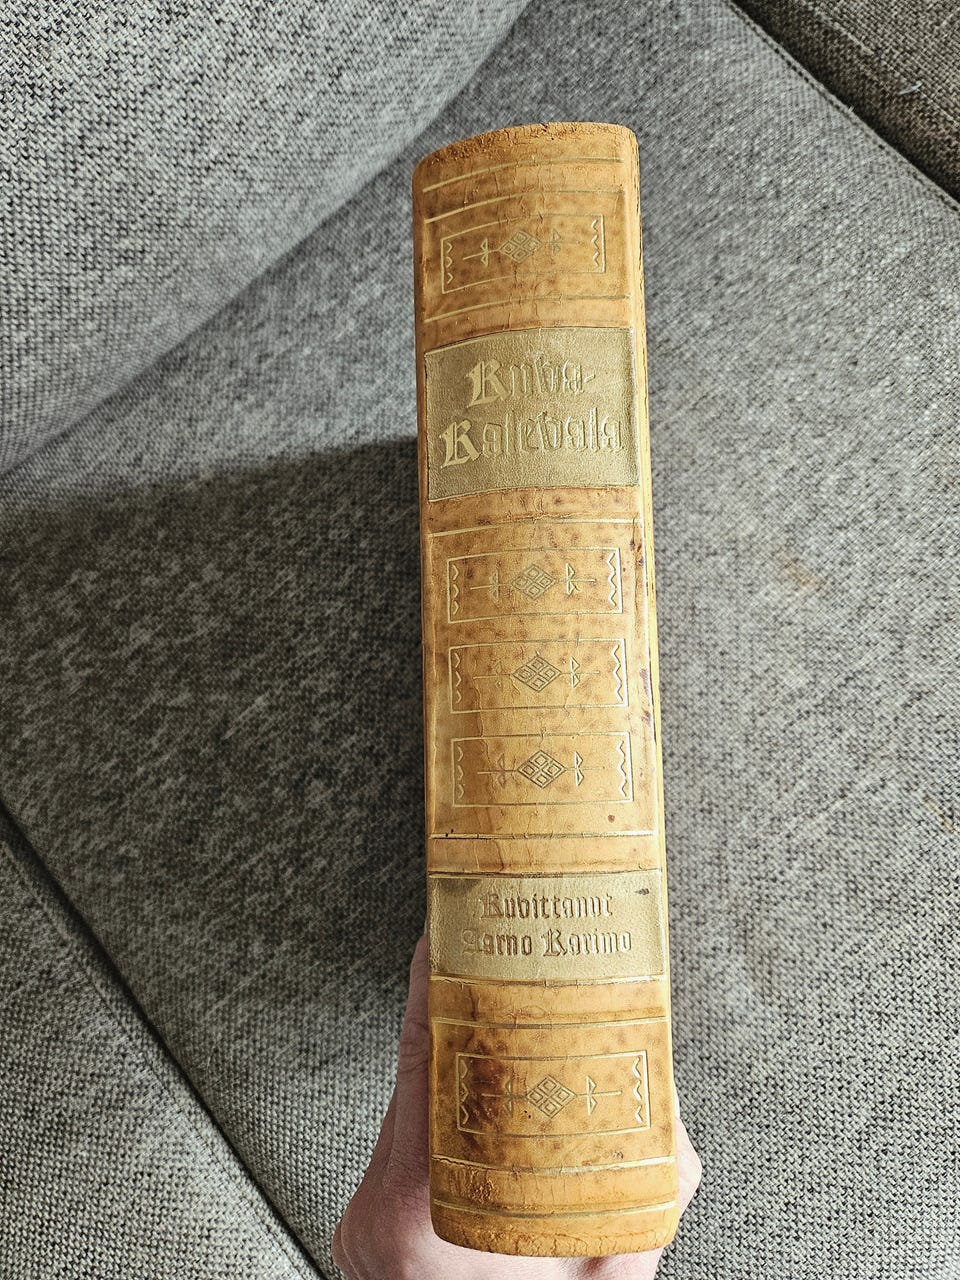 Kuva-
Kalevala
Kuvittanut
Aarno Karimo